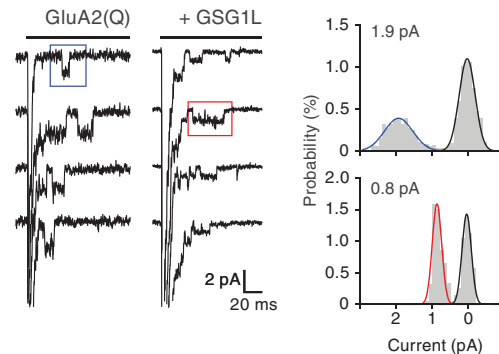 GluA2(Q)
+ GSG1L
2 pA
20 ms
Probability (%)
1.9 pA
1.5
1.0
0.5
0
0.8 pA
2.0
1.5
1.0
0.5
0
2 1 0
Current (pA)